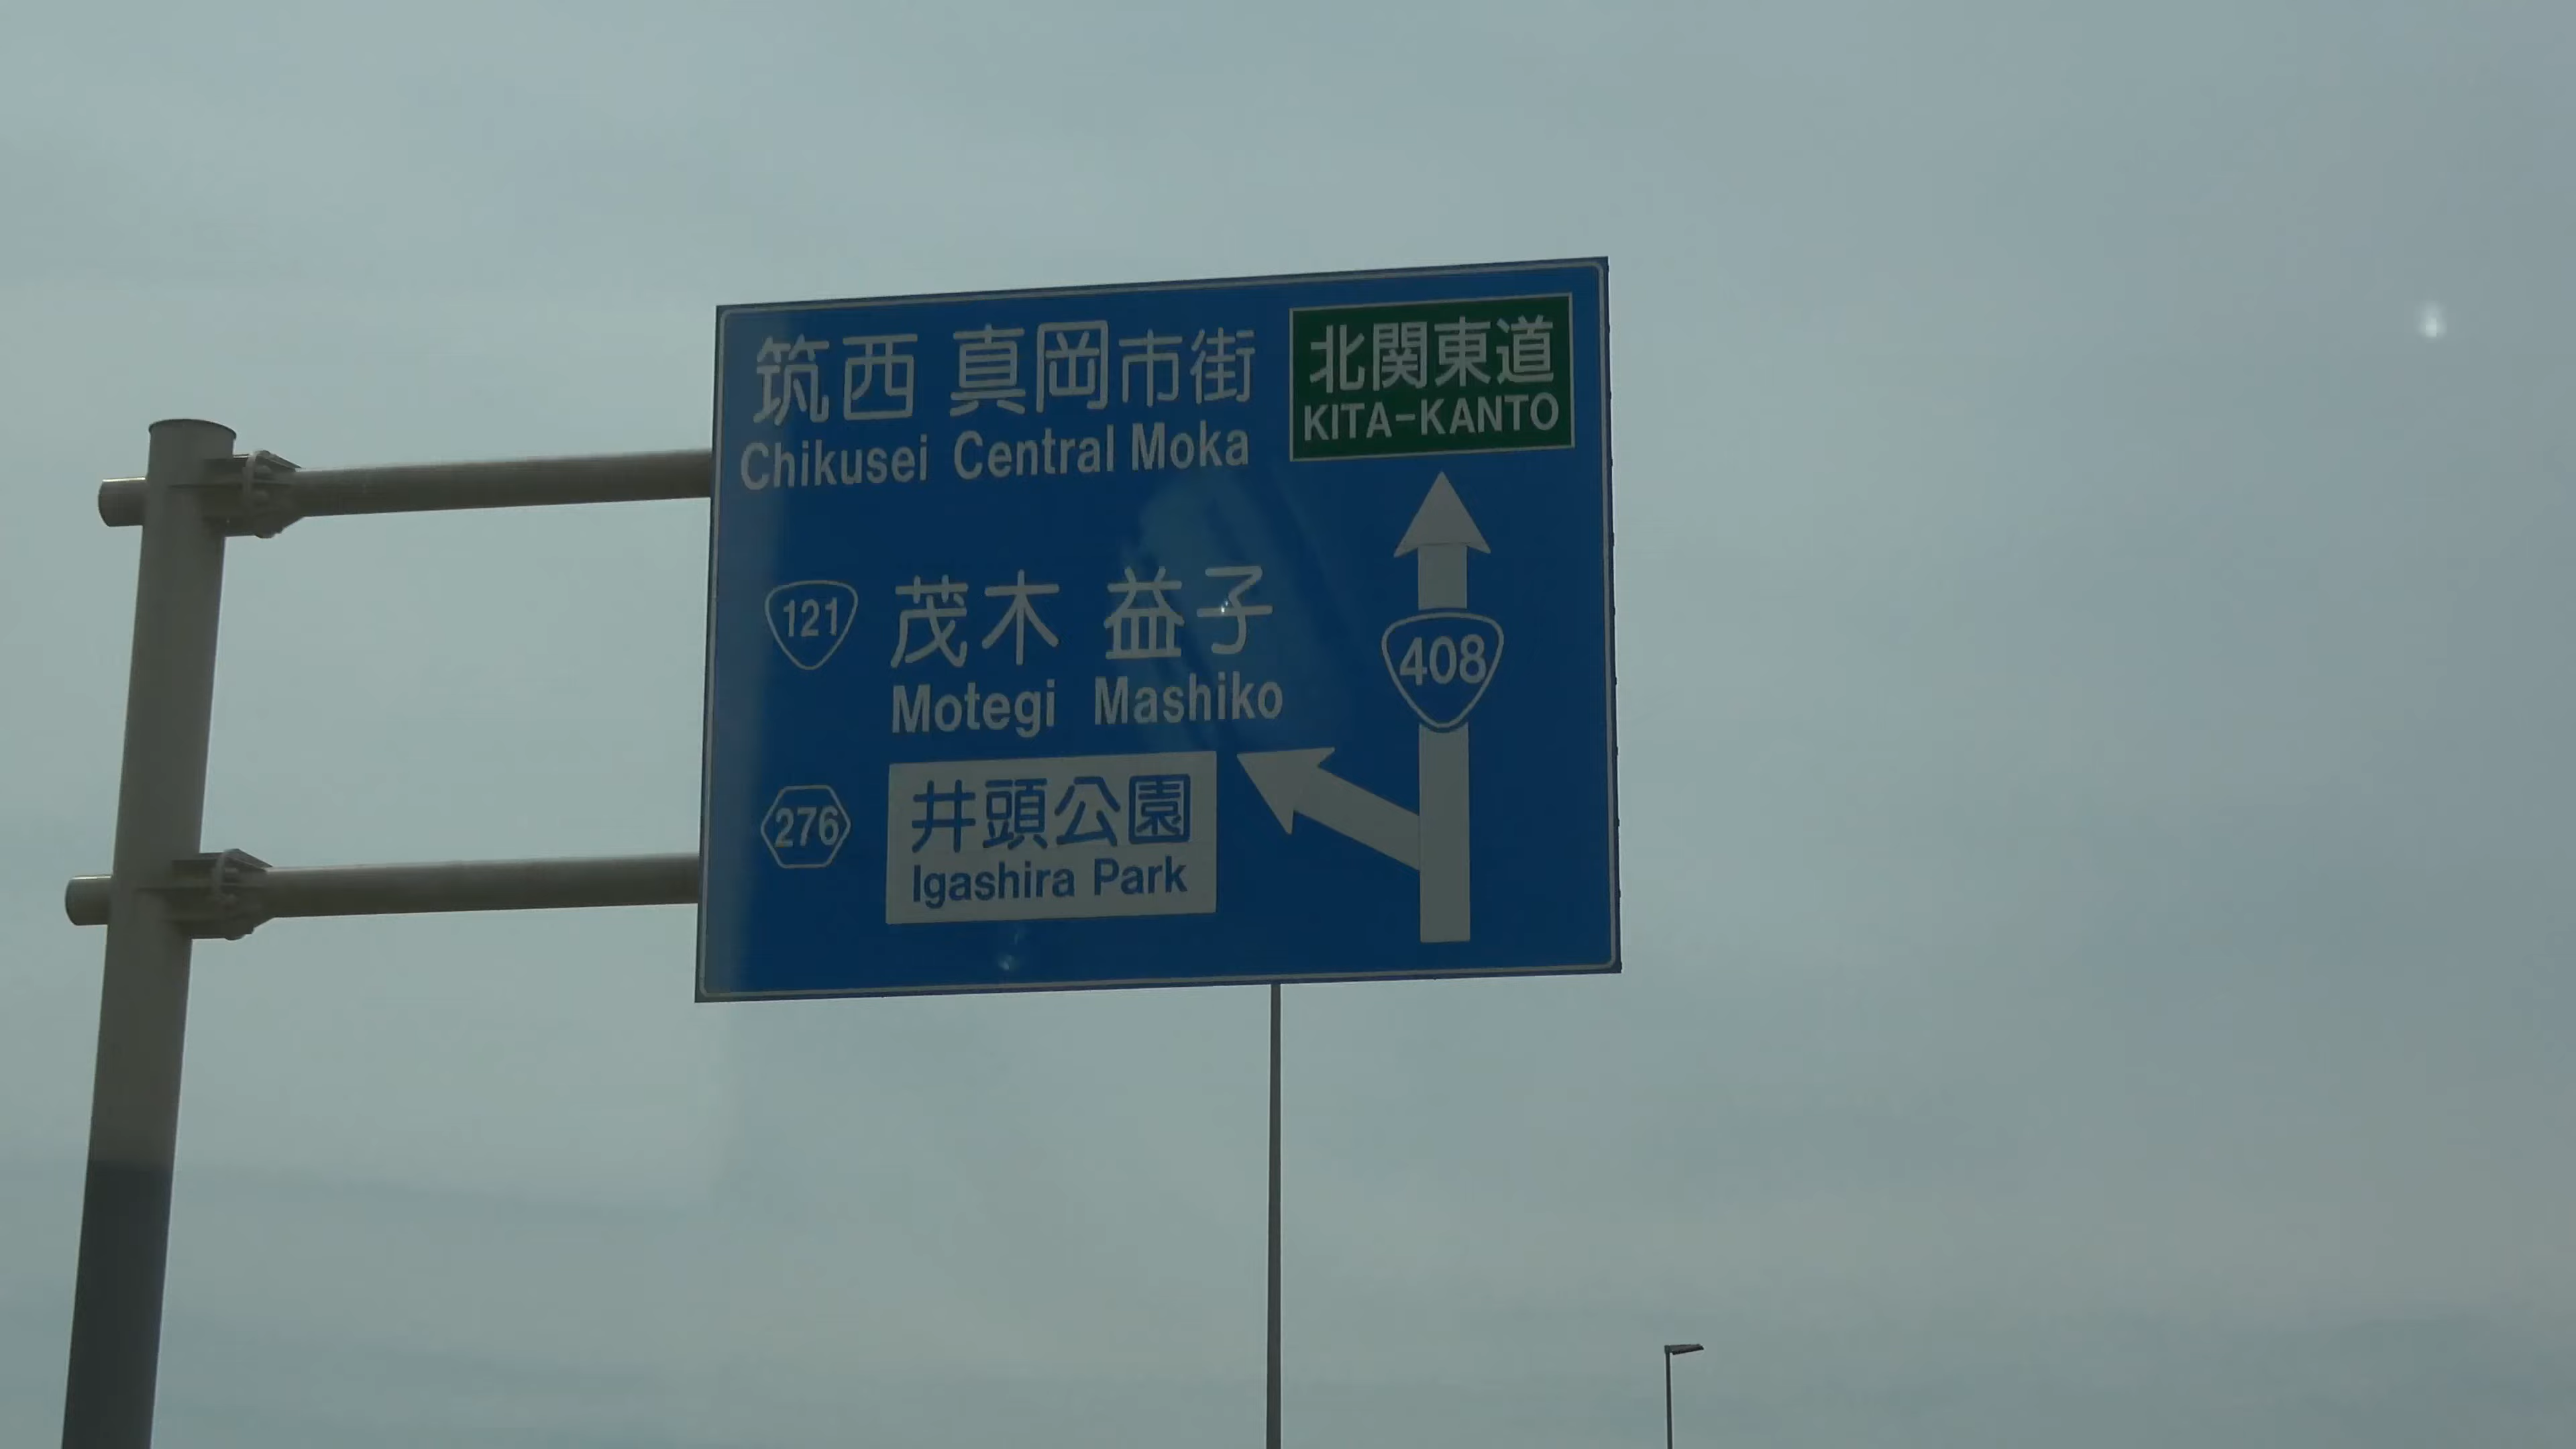 筑西 真岡市街
Chikusei Central Moka
北関東道
KITA-KANTO
121 茂木 益子
Motegi Mashiko
408
276 井頭公園
Igashira Park